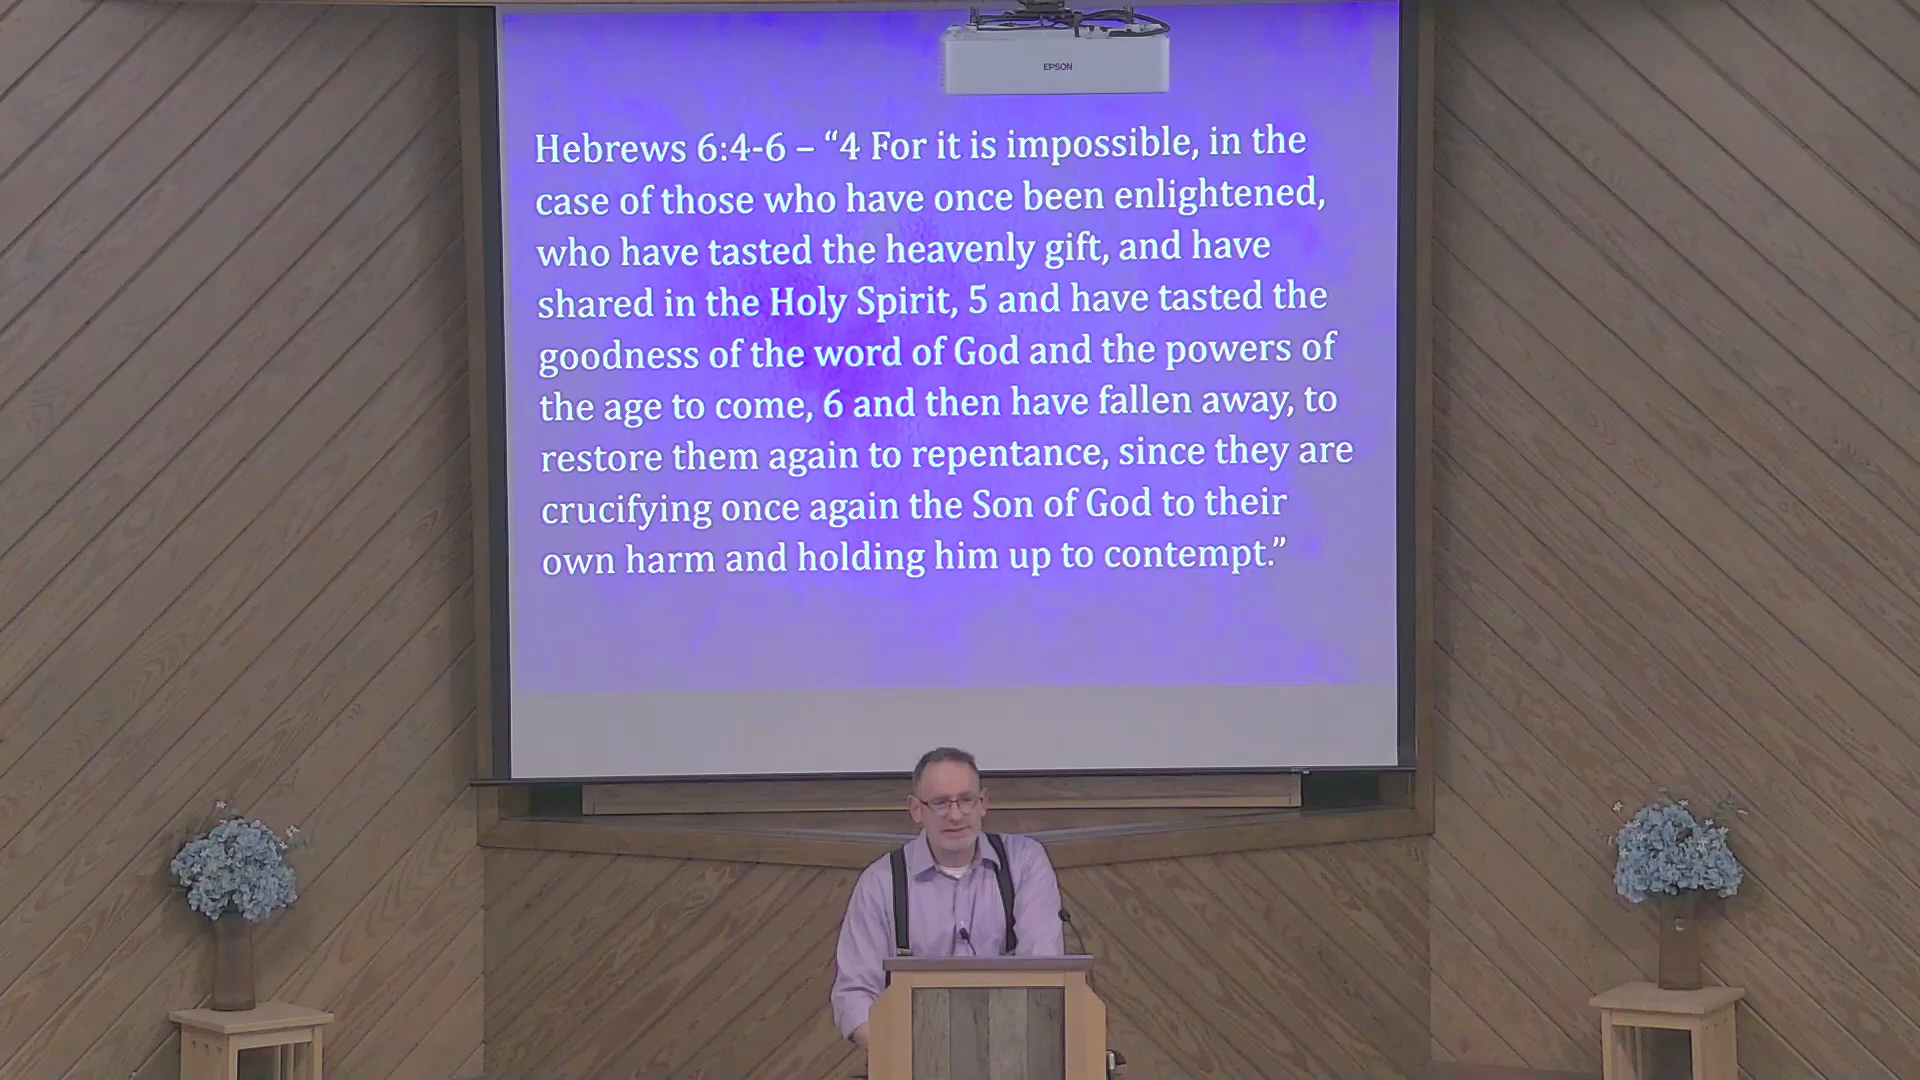 EPSON
Hebrews 6:4-6 – “4 For it is impossible, in the
case of those who have once been enlightened,
who have tasted the heavenly gift, and have
shared in the Holy Spirit, 5 and have tasted the
goodness of the word of God and the powers of
the age to come, 6 and then have fallen away, to
restore them again to repentance, since they are
crucifying once again the Son of God to their
own harm and holding him up to contempt.”